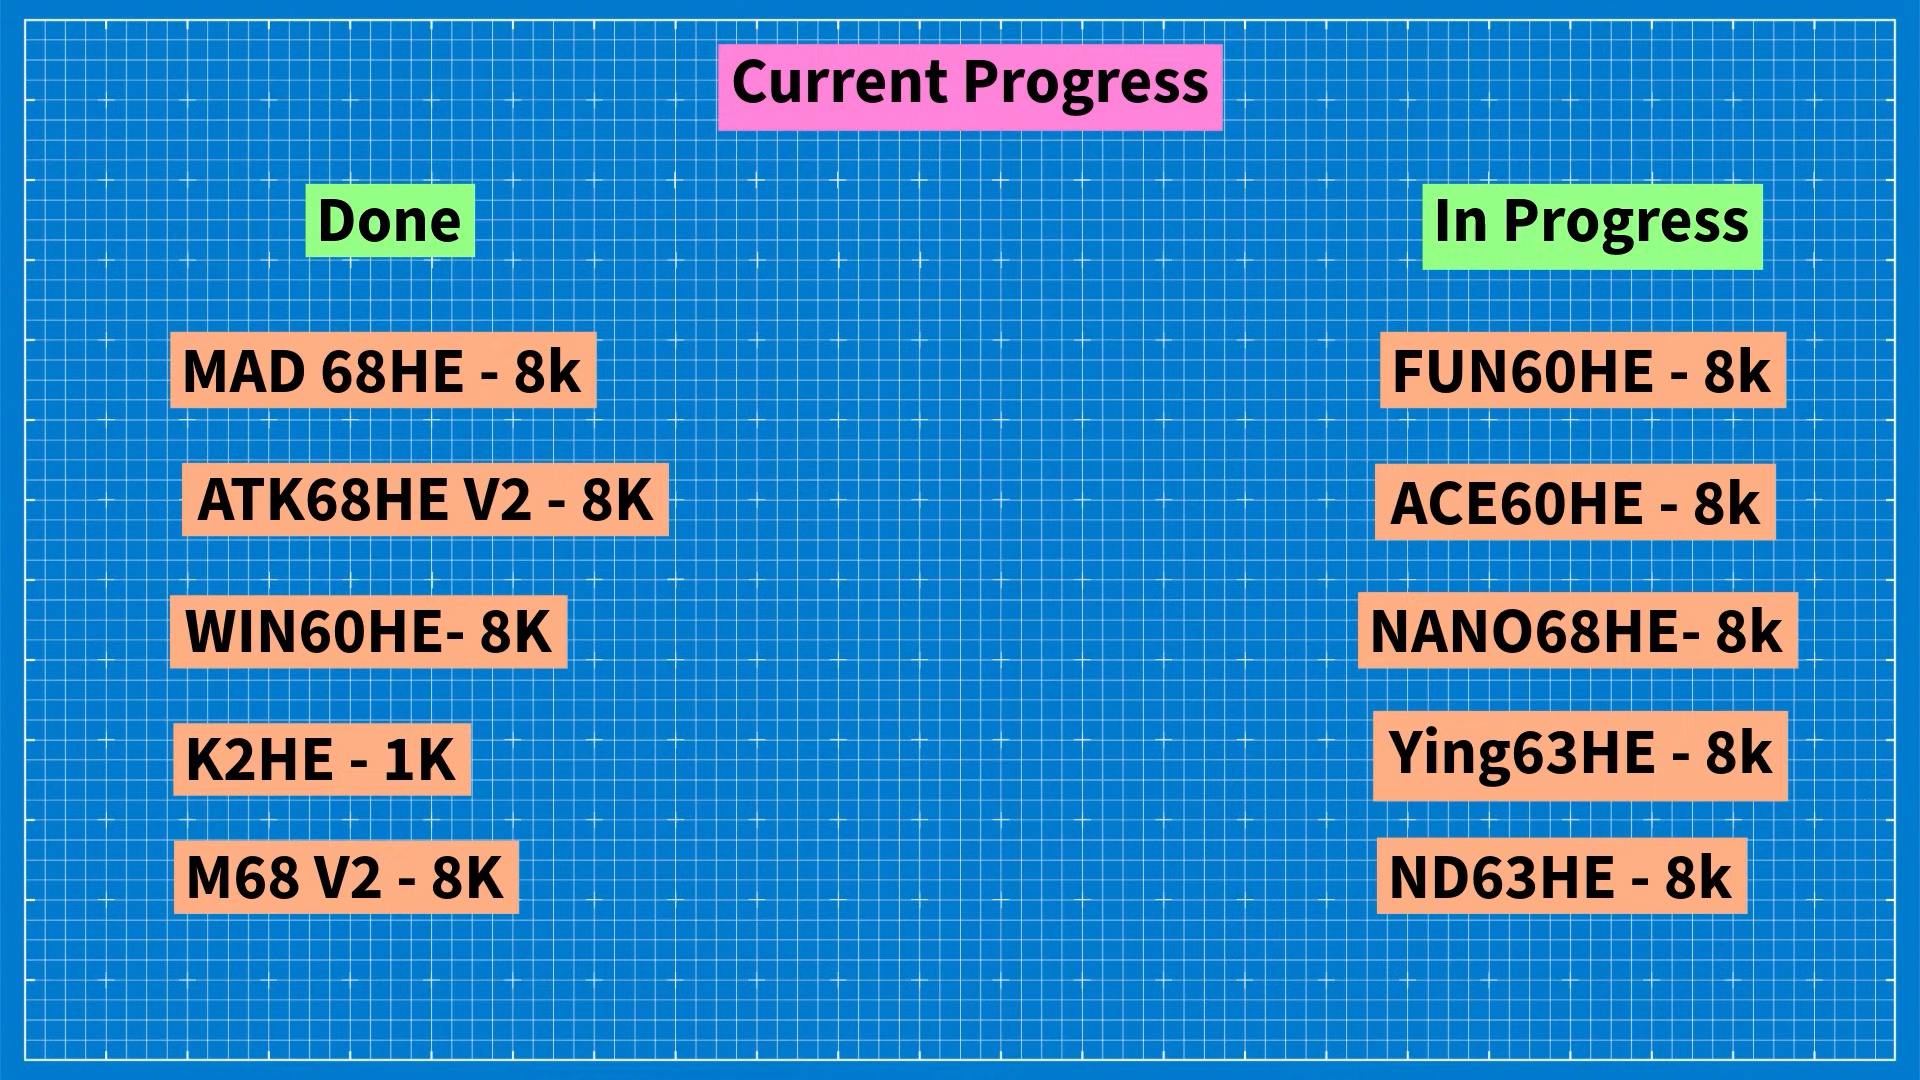 Current Progress
Done
MAD 68HE - 8k
ATK68HE V2 - 8K
WIN60HE- 8K
K2HE - 1K
M68 V2 - 8K
In Progress
FUN60HE - 8k
ACE60HE - 8k
NANO68HE- 8k
Ying63HE - 8k
ND63HE - 8k